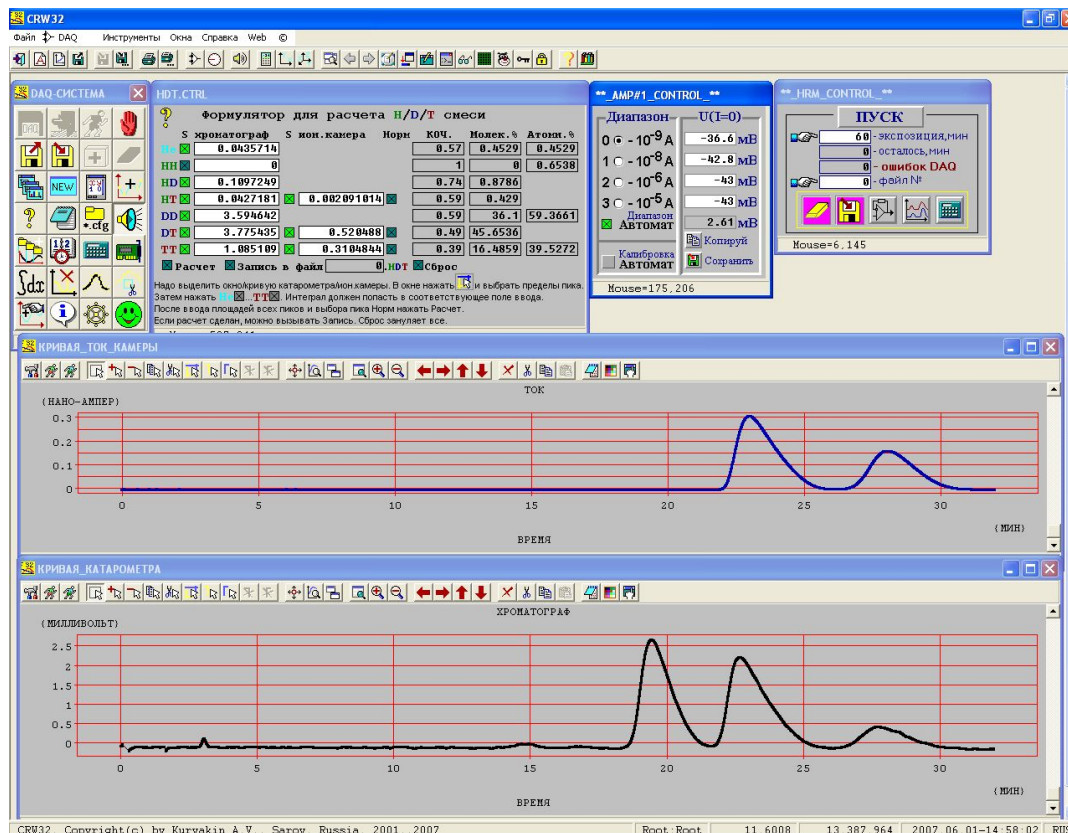 CRW32
Файл DAQ Инструменты Окна Справка Web ©
DAQ-СИСТЕМА
DAQ
NEW
*.cfg
∫dx
HDT.CTRL
Формулятор для расчета H/D/T смеси
S хроматограф S ион.камера Норм КОЧ. Молек.% Атомн.%
He 0.0435714 0.57 0.4529 0.4529
HH 0 1 0 0.6538
HD 0.1097249 0.74 0.8786
HT 0.0427181 0.002091014 0.59 0.429
DD 3.594642 0.59 36.1 59.3661
DT 3.775435 0.520488 0.49 45.6536
TT 1.085109 0.3104844 0.39 16.4859 39.5272
Расчет Запись в файл 0 .HDT Сброс
Надо выделить окно/кривую катарометра/ион.камеры. В окне нажать и выбрать пределы пика.
Затем нажать He...TT. Интеграл должен попасть в соответствующее поле ввода.
После ввода площадей всех пиков и выбора пика Норм нажать Расчет.
Если расчет сделан, можно вызывать Запись. Сброс зануляет все.
**_AMP#1_CONTROL_**
Диапазон U(I=0)
0 - 10-9 А -36.6 мВ
1 - 10-8 А -42.8 мВ
2 - 10-6 А -43 мВ
3 - 10-5 А -43 мВ
Диапазон
Автомат 2.61 мВ
Копируй
Калибровка
Автомат Сохранить
Mouse=175,206
**_HRM_CONTROL_**
ПУСК
60 - экспозиция,мин
0 - осталось,мин
0 - ошибок DAQ
0 - файл №
Mouse=6,145
КРИВАЯ_ТОК_КАМЕРЫ
ТОК
(НАНО-АМПЕР)
0.3
0.2
0.1
0
0 5 10 15 20 25 30
(МИН)
ВРЕМЯ
КРИВАЯ_КАТАРОМЕТРА
ХРОМАТОГРАФ
(МИЛЛИВОЛЬТ)
2.5
2
1.5
1
0.5
0
0 5 10 15 20 25 30
(МИН)
ВРЕМЯ
CRW32 Copyright(c) by Kuryakin A.V., Sarov, Russia, 2001..2007 Root:Root 11.6008 13,387,964 2007.06.01-14:58:02 RUS